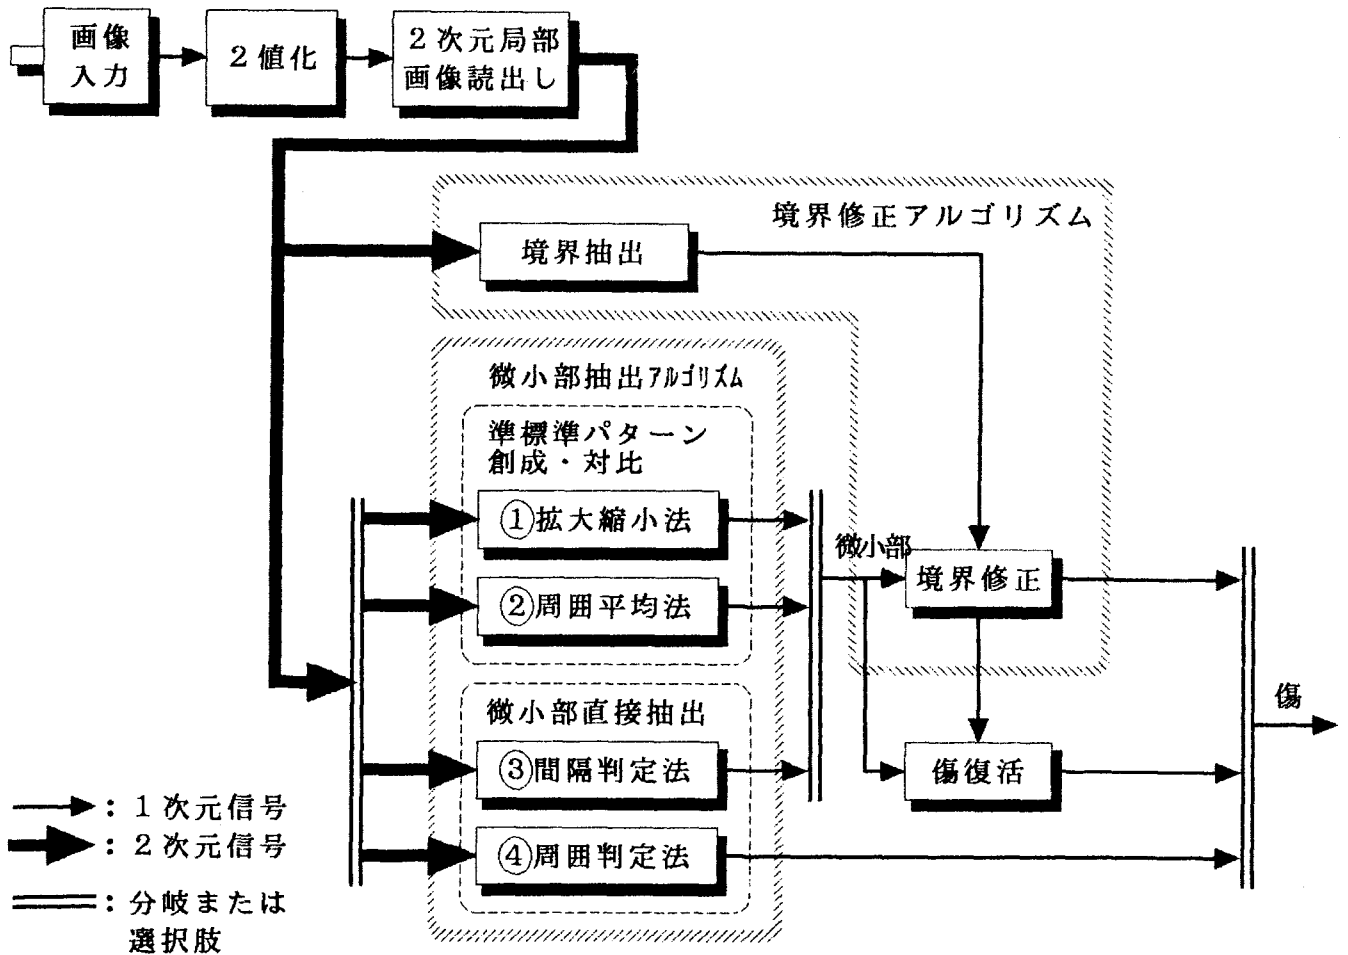 画像
入力
2値化
2次元局部
画像読出し
境界修正アルゴリズム
境界抽出
微小部抽出アルゴリズム
準標準パターン
創成・対比
①拡大縮小法
②周囲平均法
微小部
境界修正
微小部直接抽出
③間隔判定法
④周囲判定法
傷復活
傷
：1次元信号
：2次元信号
：分岐または
選択肢